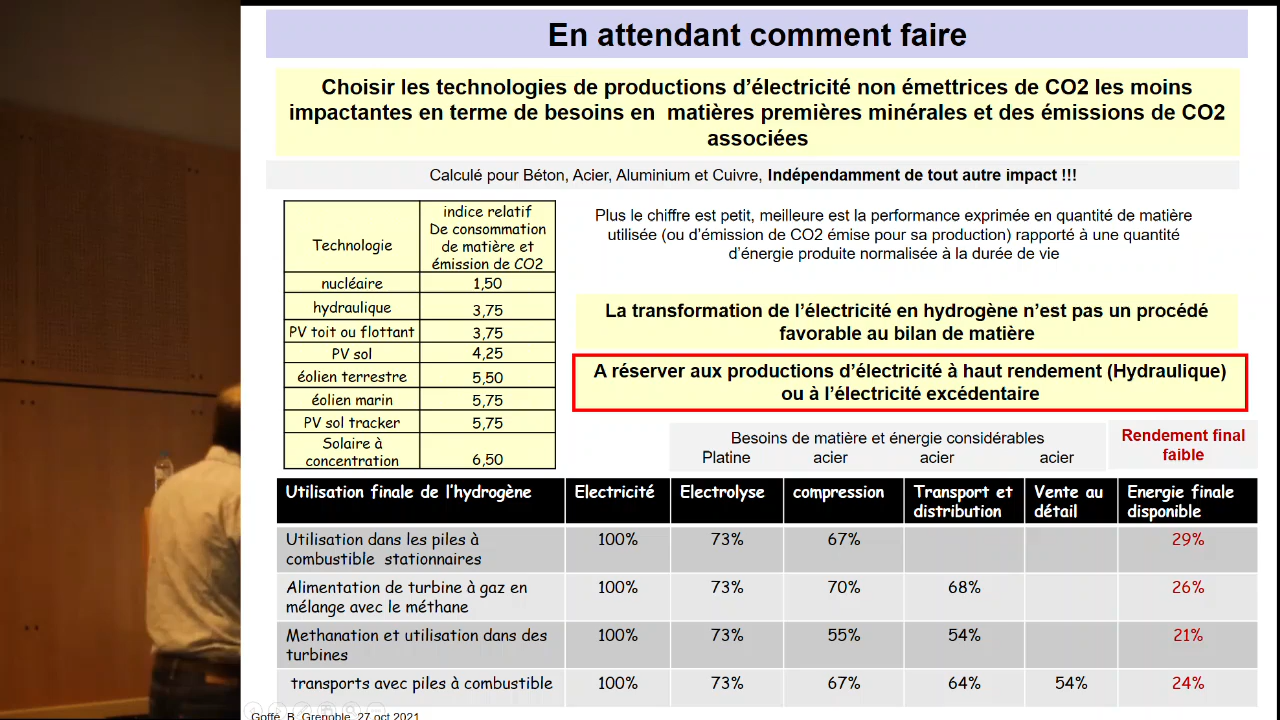 En attendant comment faire
Choisir les technologies de productions d'électricité non émettrices de CO2 les moins
impactantes en terme de besoins en matières premières minérales et des émissions de CO2
associées
Calculé pour Béton, Acier, Aluminium et Cuivre, Indépendamment de tout autre impact !!!
Technologie
indice relatif
De consommation
de matière et
émission de CO2
nucléaire 1,50
hydraulique 3,75
PV toit ou flottant 3,75
PV sol 4,25
éolien terrestre 5,50
éolien marin 5,75
PV sol tracker 5,75
Solaire à
concentration 6,50
Plus le chiffre est petit, meilleure est la performance exprimée en quantité de matière
utilisée (ou d'émission de CO2 émise pour sa production) rapporté à une quantité
d'énergie produite normalisée à la durée de vie
La transformation de l'électricité en hydrogène n'est pas un procédé
favorable au bilan de matière
A réserver aux productions d'électricité à haut rendement (Hydraulique)
ou à l'électricité excédentaire
Besoins de matière et énergie considérables
Platine acier acier acier
Rendement final
faible
Utilisation finale de l'hydrogène Electricité Electrolyse compression Transport et
distribution Vente au
détail Energie finale
disponible
Utilisation dans les piles à
combustible stationnaires 100% 73% 67% 29%
Alimentation de turbine à gaz en
mélange avec le méthane 100% 73% 70% 68% 26%
Methanation et utilisation dans des
turbines 100% 73% 55% 54% 21%
transports avec piles à combustible 100% 73% 67% 64% 54% 24%
Goffé, B. Grenoble, 27 oct 2021